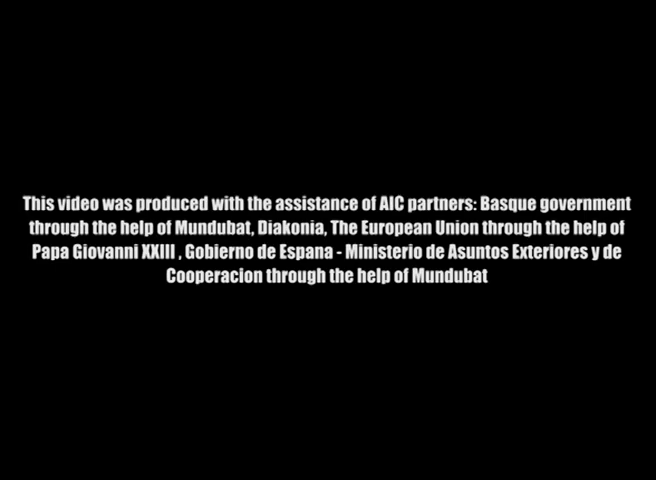 This video was produced with the assistance of AIC partners: Basque government
through the help of Mundubat, Diakonia, The European Union through the help of
Papa Giovanni XXIII , Gobierno de Espana - Ministerio de Asuntos Exteriores y de
Cooperacion through the help of Mundubat